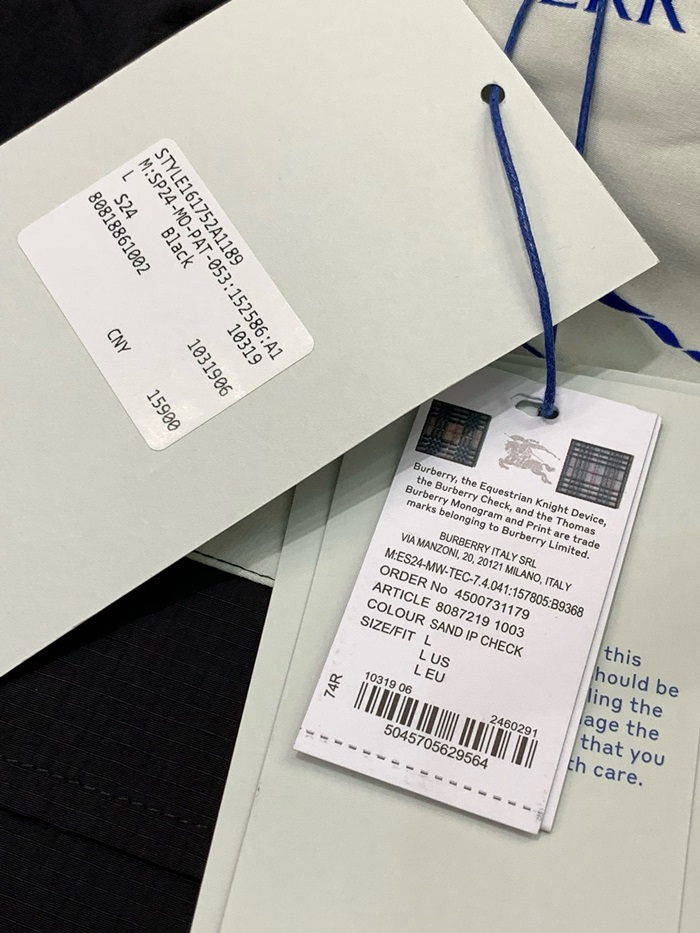 ERR
STYLE161752A1189
M:SP24-MO-PAT-053:152586:A1
L Black 10319
S24 1031906
80818861002
CNY 15900
Burberry, the Equestrian Knight Device,
the Burberry Check, and the Thomas
Burberry Monogram and Print are trade
marks belonging to Burberry Limited.
BURBERRY ITALY SRL
VIA MANZONI, 20, 20121 MILANO, ITALY
M:ES24-MW-TEC-7.4.041:157805:B9368
ORDER No 4500731179
ARTICLE 8087219 1003
COLOUR SAND IP CHECK
SIZE/FIT L
L US
L EU
74R
10319 06
2460291
5045705629564
this
hould be
ling the
age the
that you
th care.